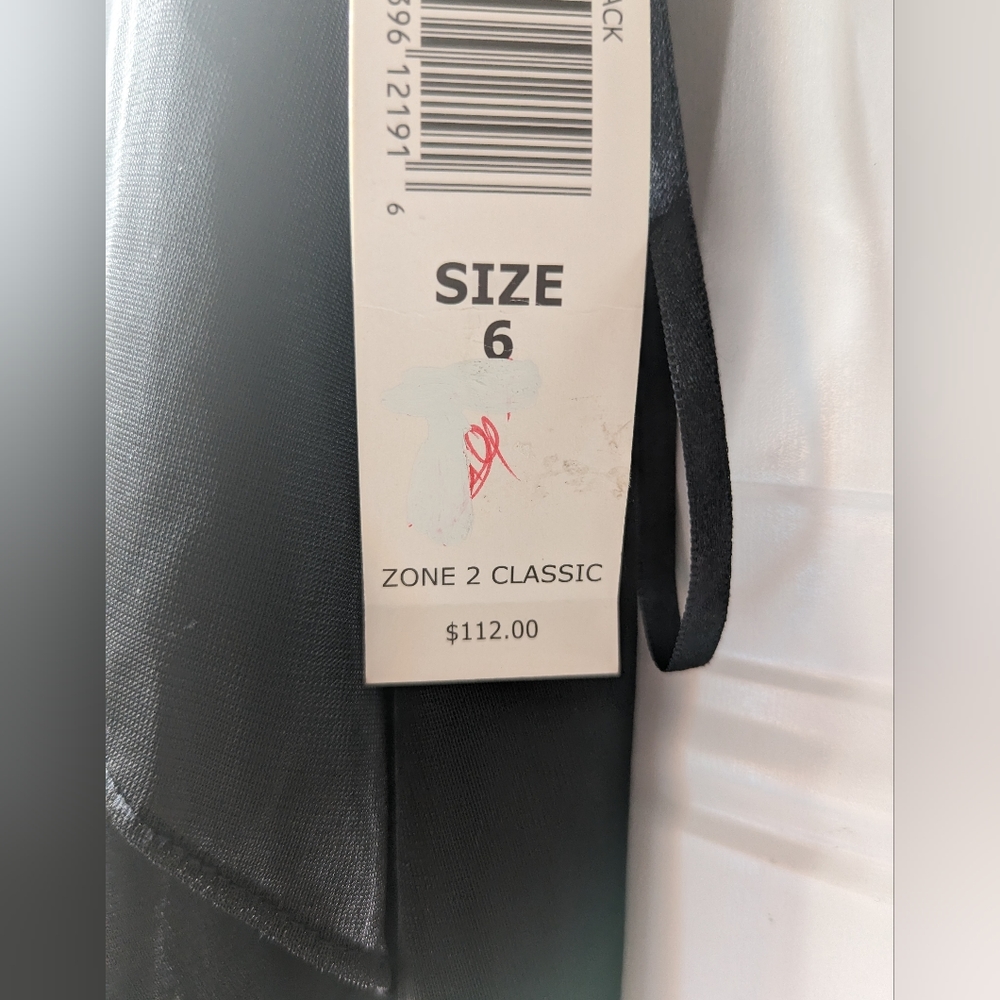 396 12191 6
SIZE
6
ZONE 2 CLASSIC
$112.00